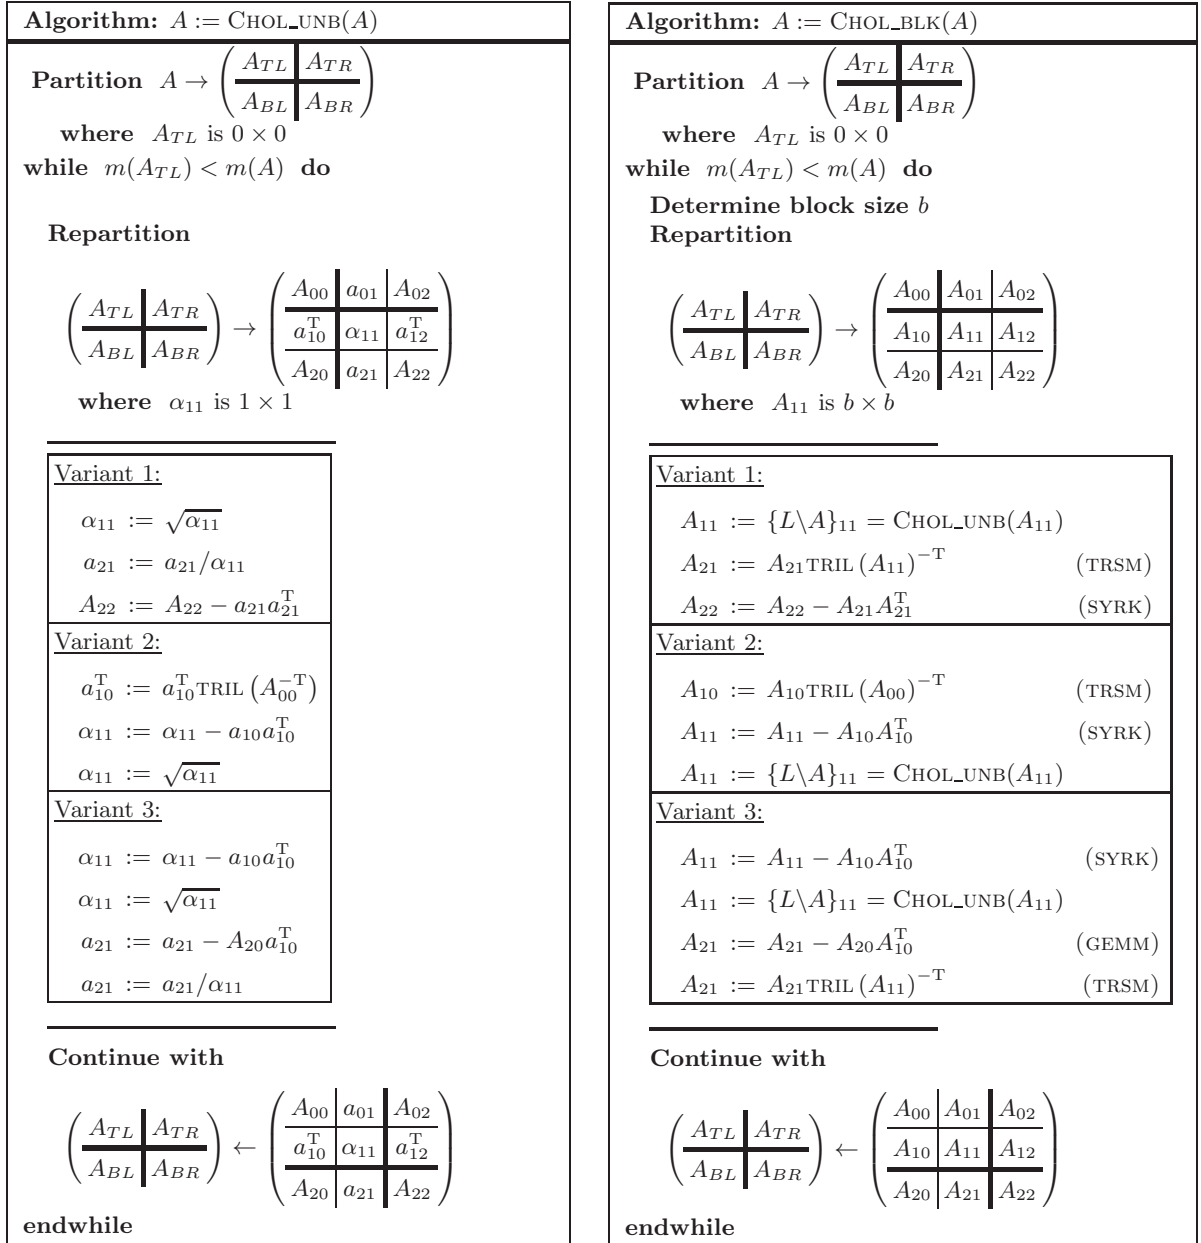 Algorithm: A := CHOL_UNB(A)
Partition A → ( A_TL A_TR
A_BL A_BR )
where A_TL is 0 × 0
while m(A_TL) < m(A) do
Repartition
( A_TL A_TR
A_BL A_BR ) → ( A_00 a_01 A_02
a_10^T α_11 a_12^T
A_20 a_21 A_22 )
where α_11 is 1 × 1
Variant 1:
α_11 := √α_11
a_21 := a_21/α_11
A_22 := A_22 − a_21 a_21^T
Variant 2:
a_10^T := a_10^T TRIL (A_00^−T)
α_11 := α_11 − a_10 a_10^T
α_11 := √α_11
Variant 3:
α_11 := α_11 − a_10 a_10^T
α_11 := √α_11
a_21 := a_21 − A_20 a_10^T
a_21 := a_21/α_11
Continue with
( A_TL A_TR
A_BL A_BR ) ← ( A_00 a_01 A_02
a_10^T α_11 a_12^T
A_20 a_21 A_22 )
endwhile
Algorithm: A := CHOL_BLK(A)
Partition A → ( A_TL A_TR
A_BL A_BR )
where A_TL is 0 × 0
while m(A_TL) < m(A) do
Determine block size b
Repartition
( A_TL A_TR
A_BL A_BR ) → ( A_00 A_01 A_02
A_10 A_11 A_12
A_20 A_21 A_22 )
where A_11 is b × b
Variant 1:
A_11 := {L\A}_11 = CHOL_UNB(A_11)
A_21 := A_21 TRIL (A_11)^−T (TRSM)
A_22 := A_22 − A_21 A_21^T (SYRK)
Variant 2:
A_10 := A_10 TRIL (A_00)^−T (TRSM)
A_11 := A_11 − A_10 A_10^T (SYRK)
A_11 := {L\A}_11 = CHOL_UNB(A_11)
Variant 3:
A_11 := A_11 − A_10 A_10^T (SYRK)
A_11 := {L\A}_11 = CHOL_UNB(A_11)
A_21 := A_21 − A_20 A_10^T (GEMM)
A_21 := A_21 TRIL (A_11)^−T (TRSM)
Continue with
( A_TL A_TR
A_BL A_BR ) ← ( A_00 A_01 A_02
A_10 A_11 A_12
A_20 A_21 A_22 )
endwhile